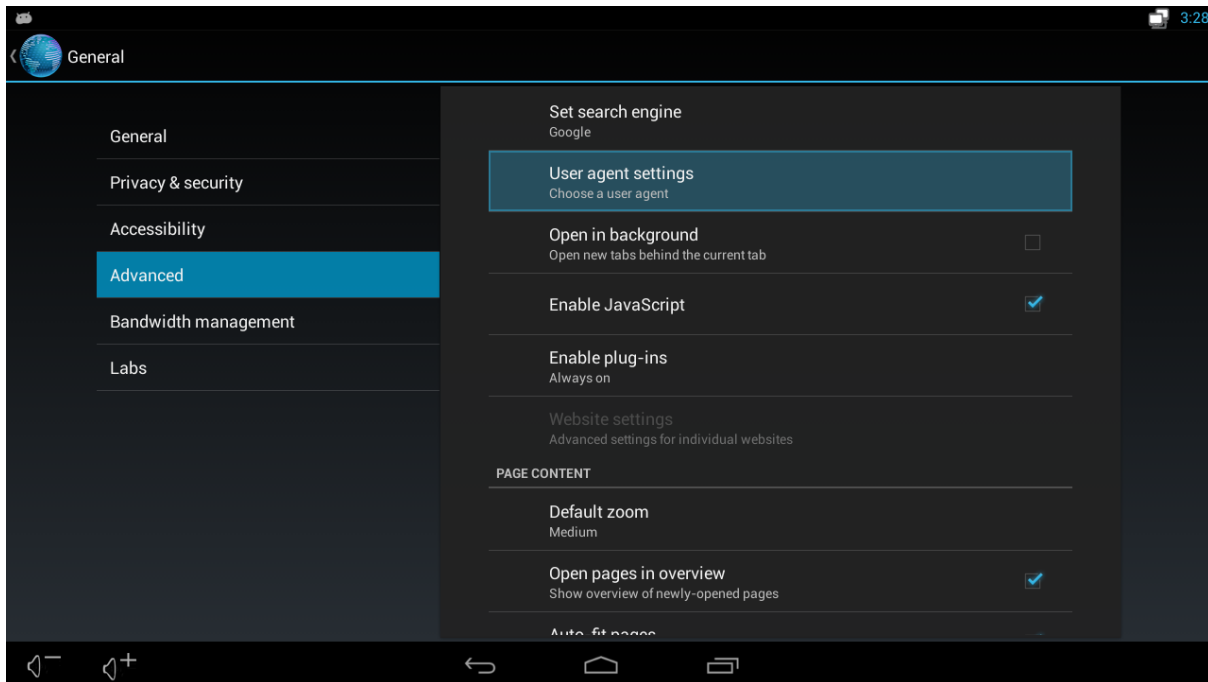 3:28
General
General
Privacy & security
Accessibility
Advanced
Bandwidth management
Labs
Set search engine
Google
User agent settings
Choose a user agent
Open in background
Open new tabs behind the current tab
Enable JavaScript
Enable plug-ins
Always on
Website settings
Advanced settings for individual websites
PAGE CONTENT
Default zoom
Medium
Open pages in overview
Show overview of newly-opened pages
Auto-fit pages